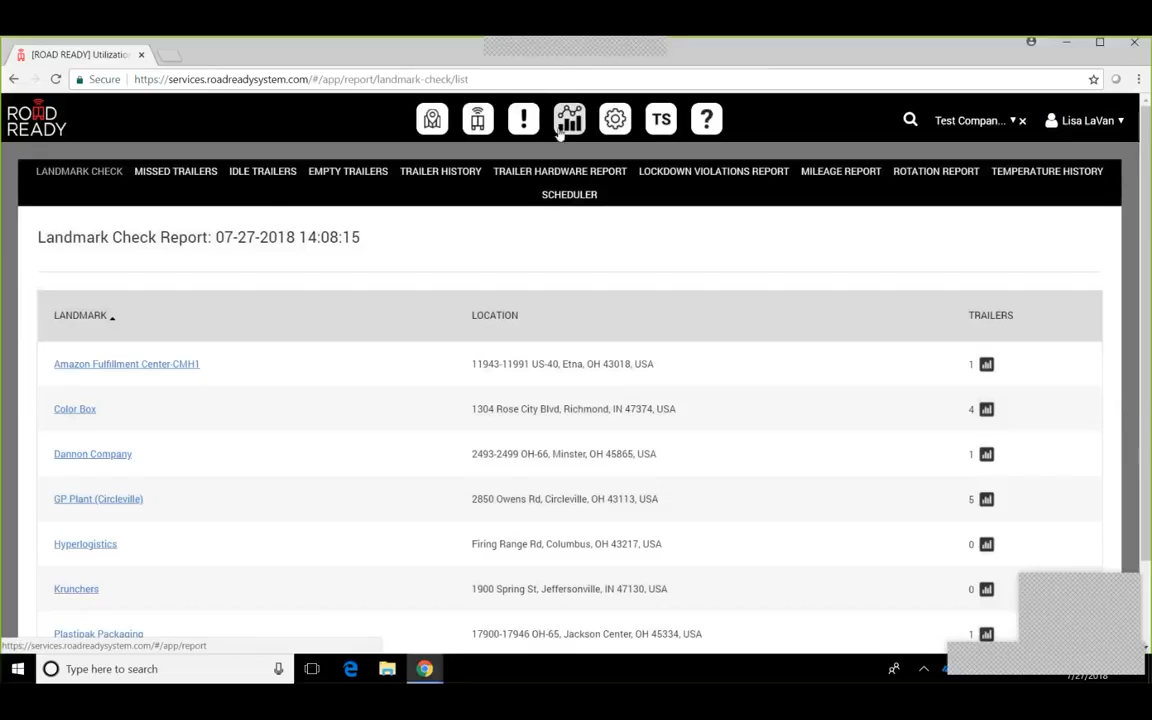 [ROAD READY] Utilizatio
Secure https://services.roadreadysystem.com/#/app/report/landmark-check/list
ROAD
READY
! TS ?
Test Compan... Lisa LaVan
LANDMARK CHECK MISSED TRAILERS IDLE TRAILERS EMPTY TRAILERS TRAILER HISTORY TRAILER HARDWARE REPORT LOCKDOWN VIOLATIONS REPORT MILEAGE REPORT ROTATION REPORT TEMPERATURE HISTORY
SCHEDULER
Landmark Check Report: 07-27-2018 14:08:15
LANDMARK LOCATION TRAILERS
Amazon Fulfillment Center-CMH1 11943-11991 US-40, Etna, OH 43018, USA 1
Color Box 1304 Rose City Blvd, Richmond, IN 47374, USA 4
Dannon Company 2493-2499 OH-66, Minster, OH 45865, USA 1
GP Plant (Circleville) 2850 Owens Rd, Circleville, OH 43113, USA 5
Hyperlogistics Firing Range Rd, Columbus, OH 43217, USA 0
Krunchers 1900 Spring St, Jeffersonville, IN 47130, USA 0
Plastipak Packaging 17900-17946 OH-65, Jackson Center, OH 45334, USA 1
https://services.roadreadysystem.com/#/app/report
Type here to search
7/27/2018